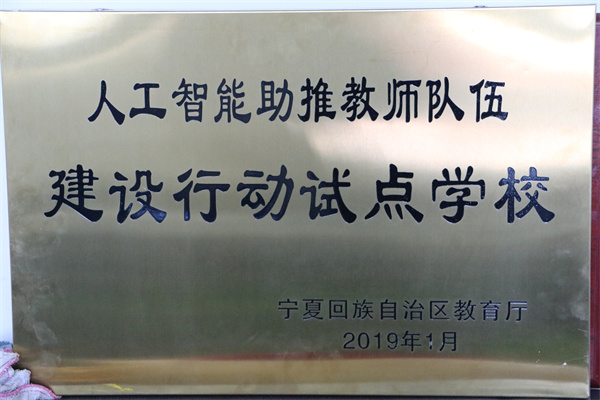 人工智能助推教师队伍
建设行动试点学校
宁夏回族自治区教育厅
2019年1月